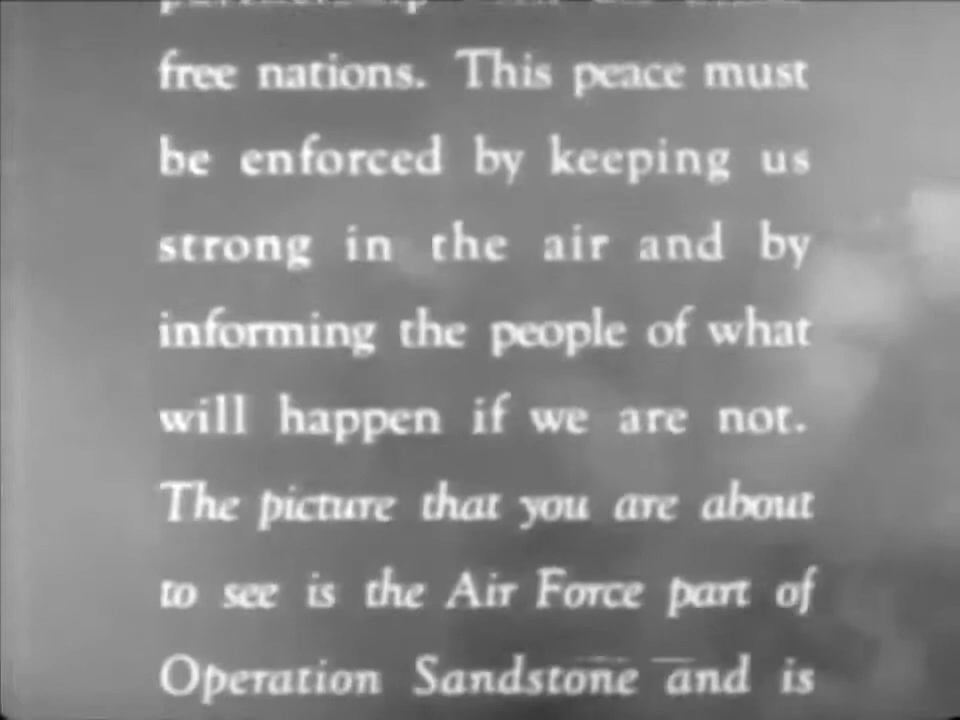 free nations. This peace must
be enforced by keeping us
strong in the air and by
informing the people of what
will happen if we are not.
The picture that you are about
to see is the Air Force part of
Operation Sandstone and is